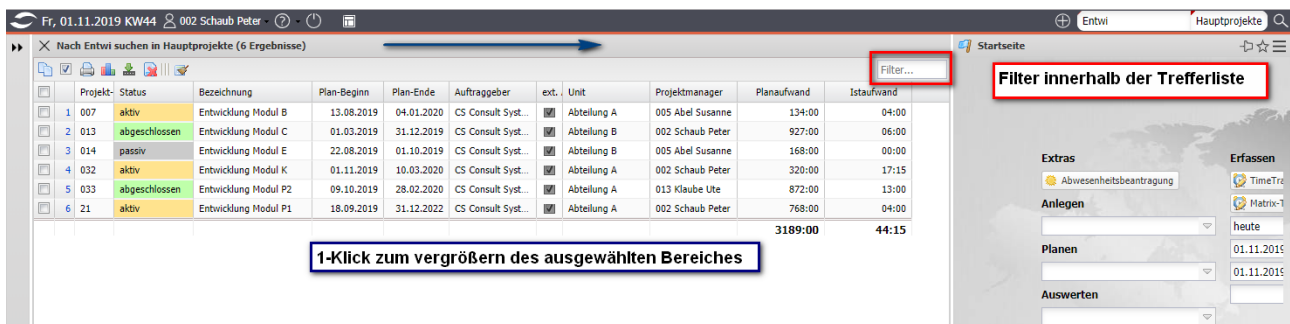 Fr, 01.11.2019 KW44 002 Schaub Peter Entwi Hauptprojekte
Nach Entwi suchen in Hauptprojekte (6 Ergebnisse) Startseite
Filter...
Filter innerhalb der Trefferliste
Projekt- Status Bezeichnung Plan-Beginn Plan-Ende Auftraggeber ext. Unit Projektmanager Planaufwand Istaufwand
1 007 aktiv Entwicklung Modul B 13.08.2019 04.01.2020 CS Consult Syst... Abteilung A 005 Abel Susanne 134:00 04:00
2 013 abgeschlossen Entwicklung Modul C 01.03.2019 31.12.2019 CS Consult Syst... Abteilung B 002 Schaub Peter 927:00 06:00
3 014 passiv Entwicklung Modul E 22.08.2019 01.10.2019 CS Consult Syst... Abteilung B 005 Abel Susanne 168:00 00:00
4 032 aktiv Entwicklung Modul K 01.11.2019 10.03.2020 CS Consult Syst... Abteilung A 002 Schaub Peter 320:00 17:15
5 033 abgeschlossen Entwicklung Modul P2 09.10.2019 28.02.2020 CS Consult Syst... Abteilung A 013 Klaube Ute 872:00 13:00
6 21 aktiv Entwicklung Modul P1 18.09.2019 31.12.2022 CS Consult Syst... Abteilung A 002 Schaub Peter 768:00 04:00
3189:00 44:15
1-Klick zum vergrößern des ausgewählten Bereiches
Extras Erfassen
Abwesenheitsbeantragung TimeTra
Anlegen Matrix-T
heute
Planen 01.11.2019
01.11.2019
Auswerten